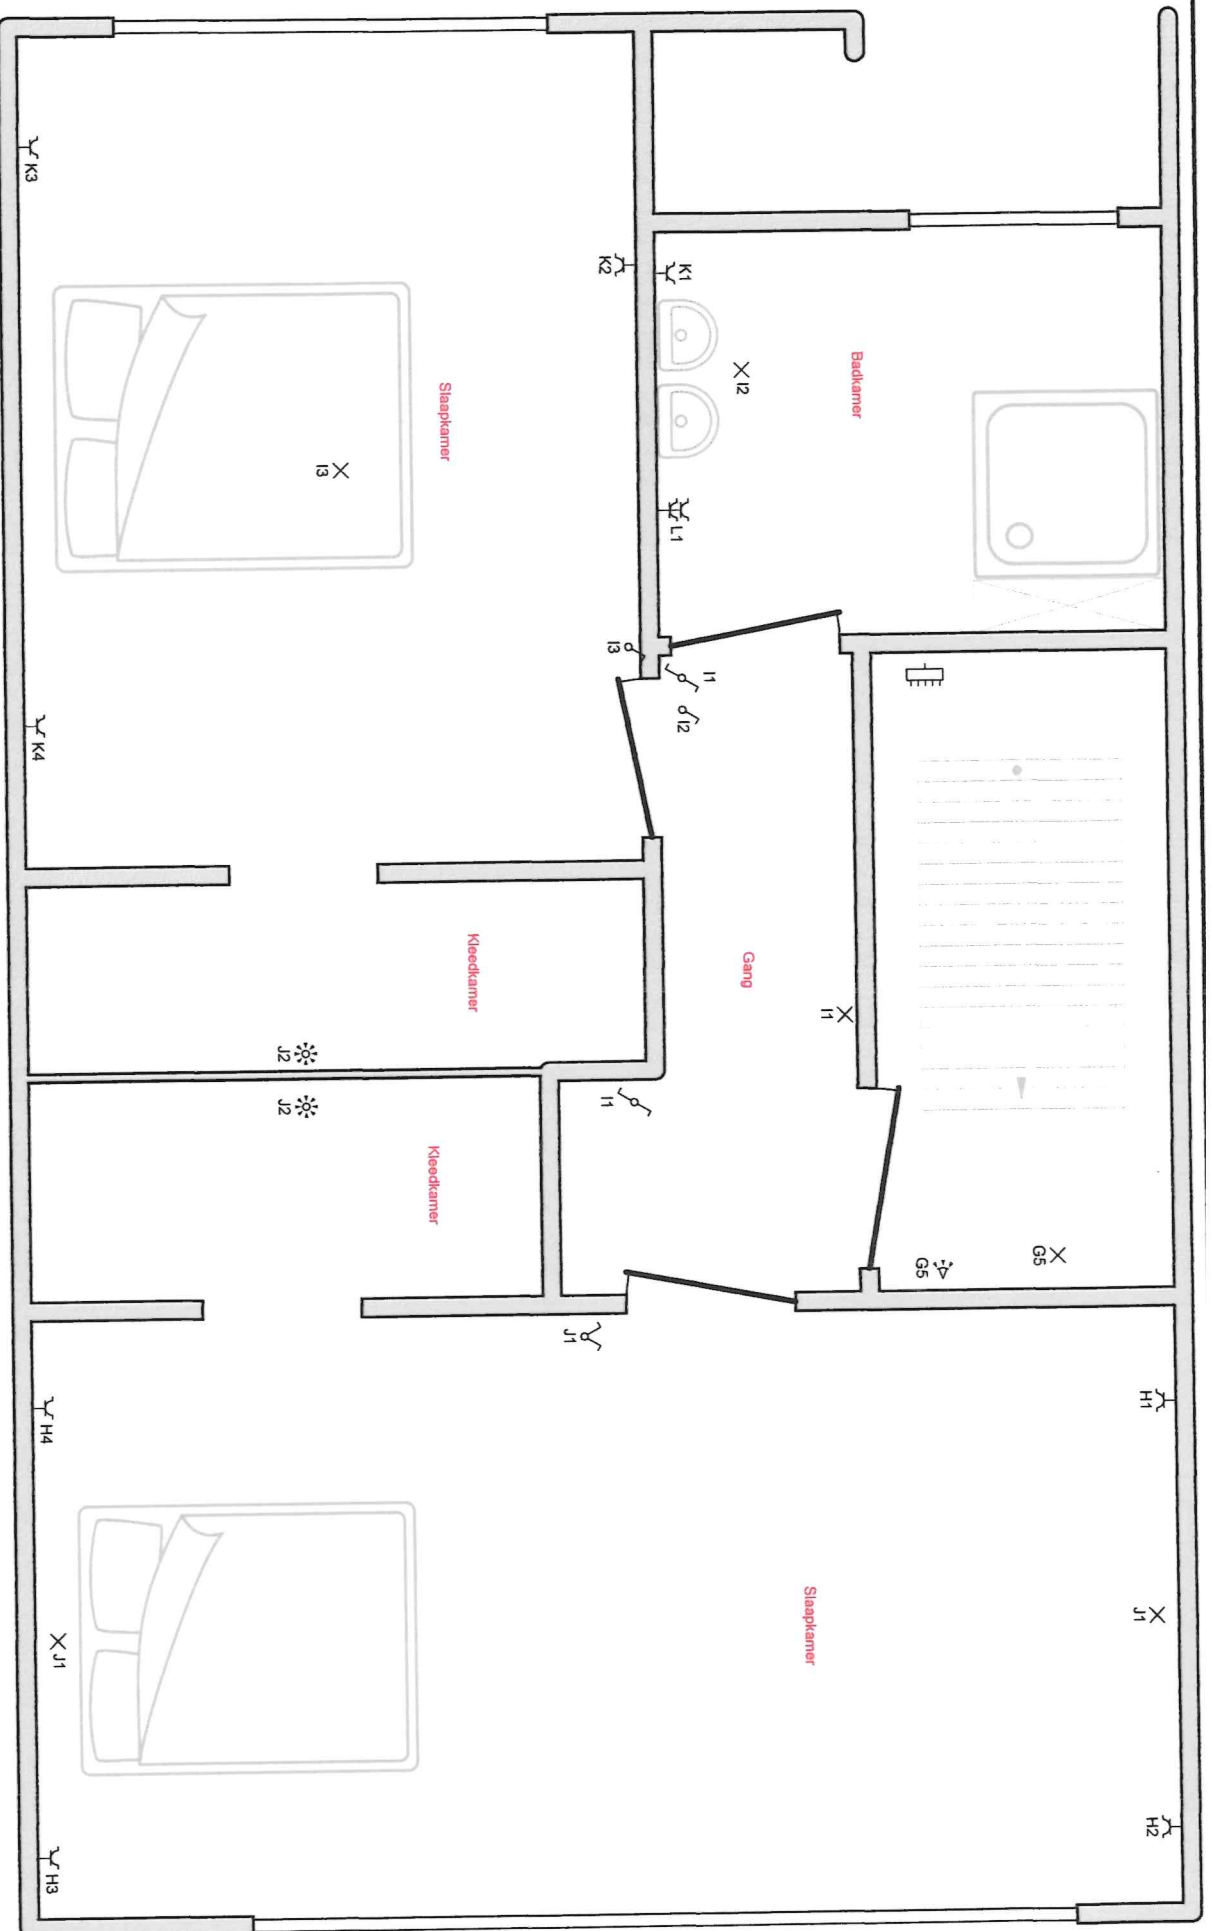 K3
K2
K1
Badkamer
I2
Slaapkamer
I3
L1
I3
I1
I2
K4
Kleedkamer
Gang
I1
J2
J2
I1
Kleedkamer
G5
G5
J1
H1
H4
Slaapkamer
J1
J1
H2
H3